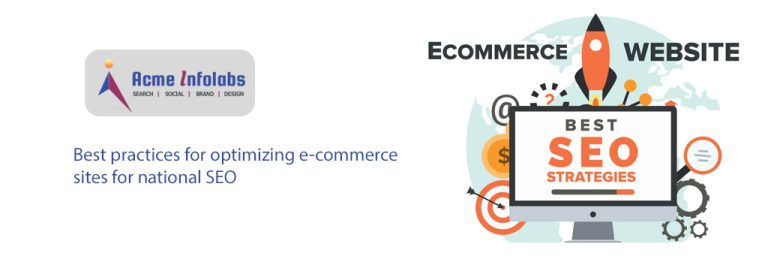 Acme Infolabs
SEARCH | SOCIAL | BRAND | DESIGN
Best practices for optimizing e-commerce
sites for national SEO
ECOMMERCE WEBSITE
?
@
$
BEST
SEO
STRATEGIES